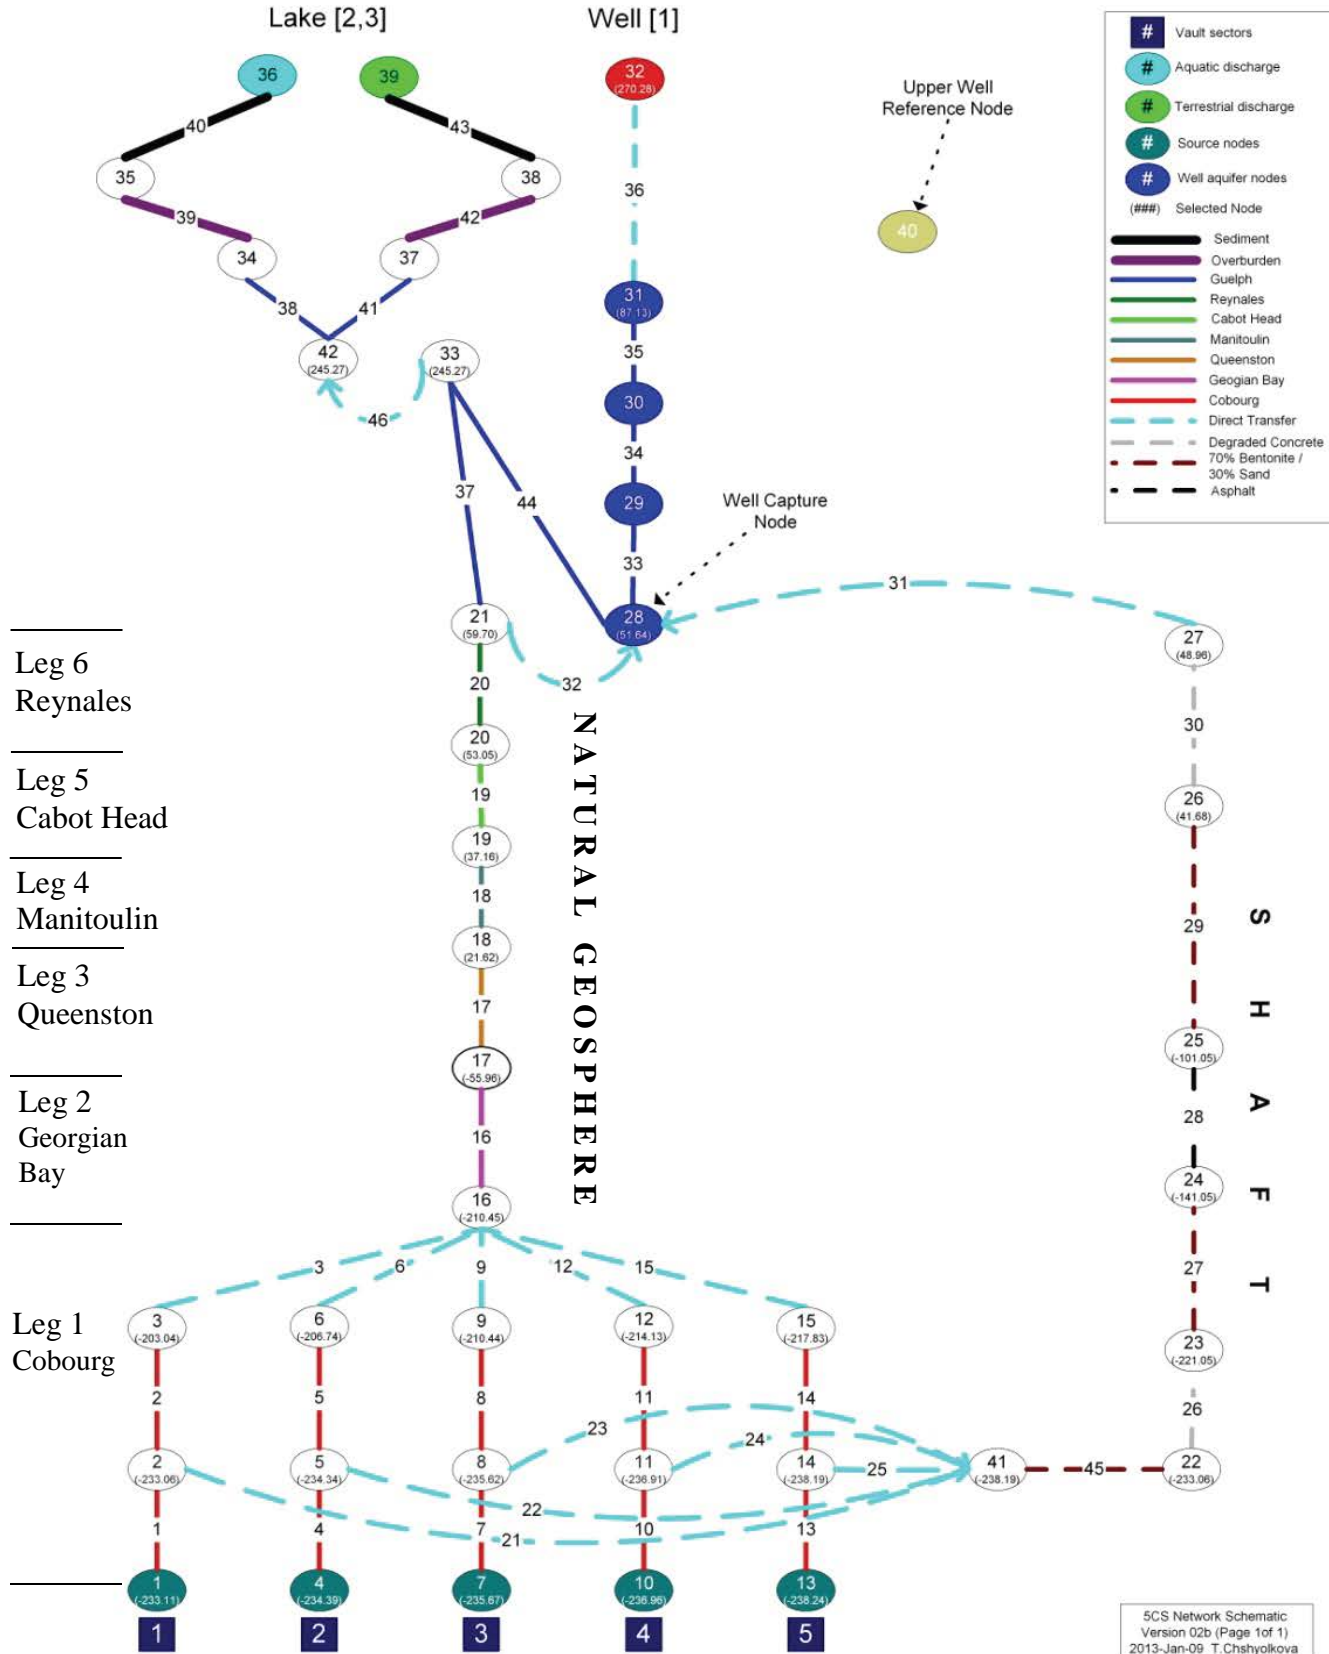 Lake [2,3]
Well [1]
36
39
32
(270.28)
40
43
35
38
39
42
34
37
38
41
42
(245.27)
33
(245.27)
46
36
31
(87.13)
35
30
34
29
33
37
44
28
(51.64)
Well Capture
Node
Upper Well
Reference Node
40
# Vault sectors
# Aquatic discharge
# Terrestrial discharge
# Source nodes
# Well aquifer nodes
(###) Selected Node
Sediment
Overburden
Guelph
Reynales
Cabot Head
Manitoulin
Queenston
Geogian Bay
Cobourg
Direct Transfer
Degraded Concrete
70% Bentonite /
30% Sand
Asphalt
31
27
(48.96)
30
26
(41.68)
29
25
(-101.05)
28
24
(-141.05)
27
23
(-221.05)
26
22
(-233.06)
45
41
(-238.19)
SHAFT
Leg 6
Reynales
21
(59.70)
32
20
20
(53.05)
Leg 5
Cabot Head
19
19
(37.16)
Leg 4
Manitoulin
18
18
(21.62)
Leg 3
Queenston
17
17
(-55.96)
Leg 2
Georgian
Bay
16
16
(-210.45)
NATURAL GEOSPHERE
Leg 1
Cobourg
3
6
9
12
15
3
(-203.04)
6
(-206.74)
9
(-210.44)
12
(-214.13)
15
(-217.83)
2
5
8
11
14
23
24
2
(-233.06)
5
(-234.34)
8
(-235.62)
11
(-236.91)
14
(-238.19)
25
22
21
1
4
7
10
13
1
(-233.11)
4
(-234.39)
7
(-235.67)
10
(-236.96)
13
(-238.24)
1
2
3
4
5
5CS Network Schematic
Version 02b (Page 1of 1)
2013-Jan-09 T.Chshyolkova